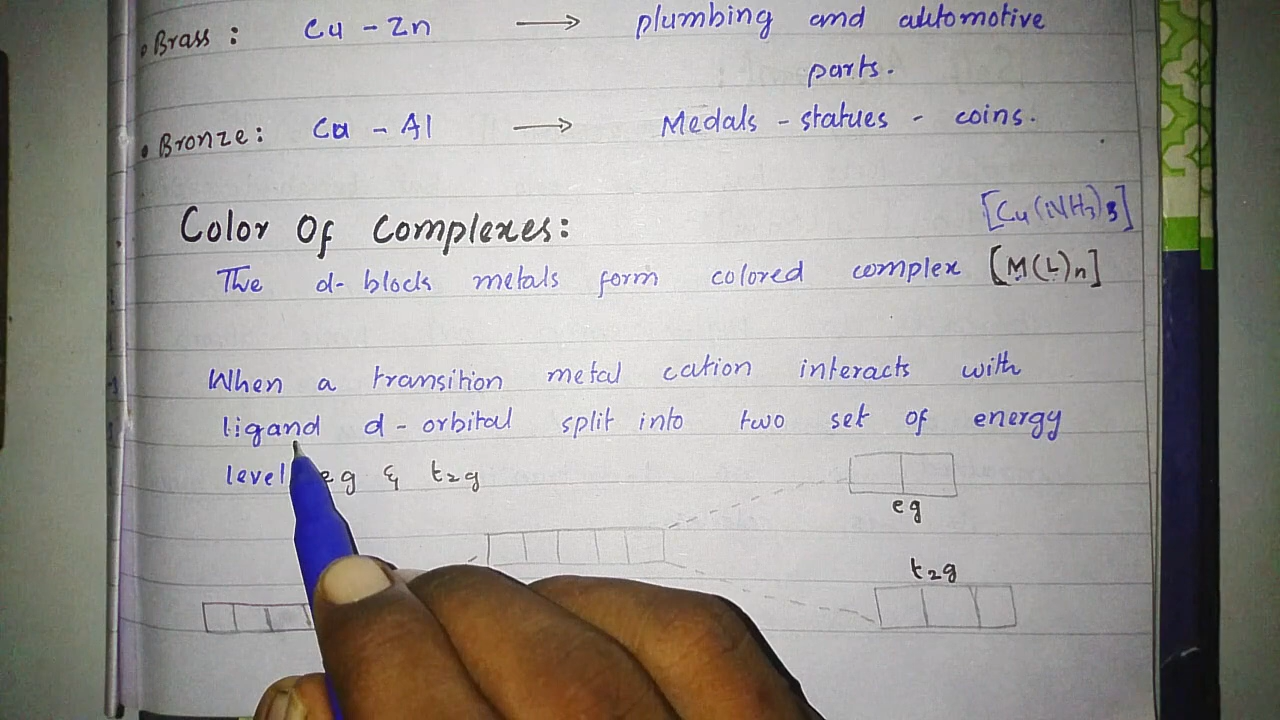 • Brass : Cu - Zn → plumbing and automotive
parts.
• Bronze : Cu - Al → Medals - statues - coins.
[Cu(NH3)3]
Color Of Complexes :
The d-block metals form colored complex [M(L)n]
When a transition metal cation interacts with
ligand d-orbital split into two set of energy
level eg & t2g
eg
t2g